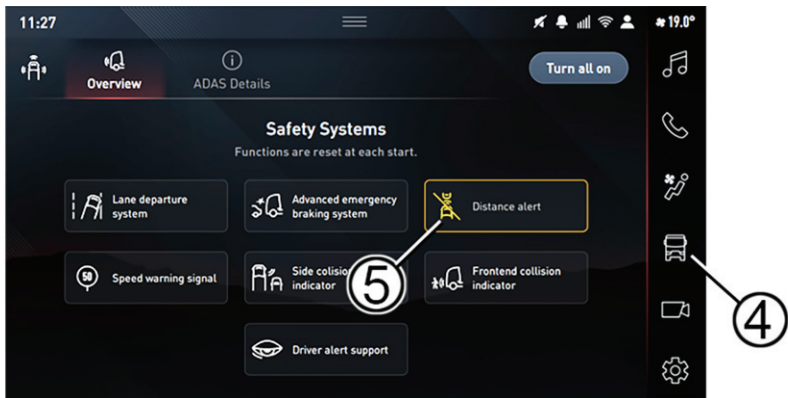 11:27
19.0°
Overview
ADAS Details
Turn all on
Safety Systems
Functions are reset at each start.
Lane departure
system
Advanced emergency
braking system
Distance alert
50
Speed warning signal
Side colisio
indicator
Frontend collision
indicator
Driver alert support
5
4